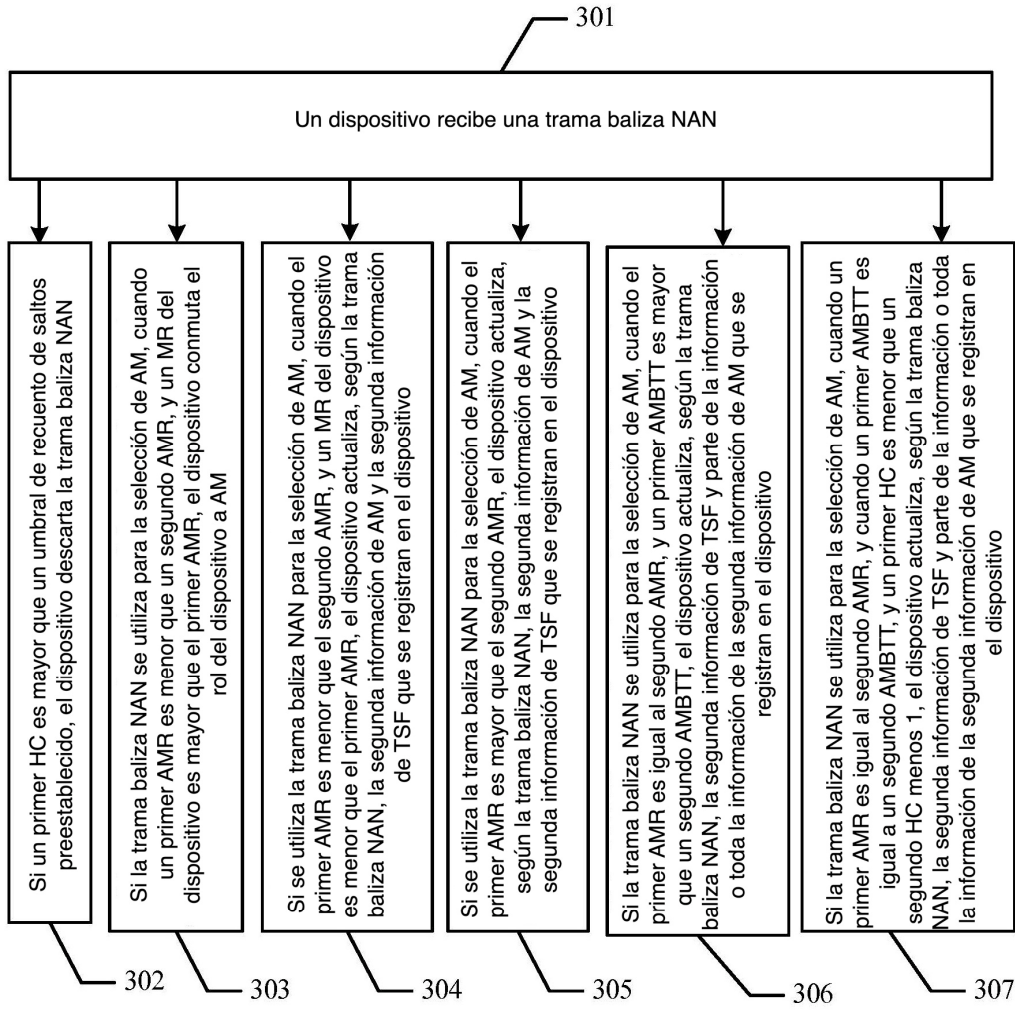 301
Un dispositivo recibe una trama baliza NAN
Si un primer HC es mayor que un umbral de recuento de saltos
preestablecido, el dispositivo descarta la trama baliza NAN
Si la trama baliza NAN se utiliza para la selección de AM, cuando
un primer AMR es menor que un segundo AMR, y un MR del
dispositivo es mayor que el primer AMR, el dispositivo conmuta el
rol del dispositivo a AM
Si se utiliza la trama baliza NAN para la selección de AM, cuando el
primer AMR es menor que el segundo AMR, y un MR del dispositivo
es menor que el primer AMR, el dispositivo actualiza, según la trama
baliza NAN, la segunda información de AM y la segunda información
de TSF que se registran en el dispositivo
Si se utiliza la trama baliza NAN para la selección de AM, cuando el
primer AMR es mayor que el segundo AMR, el dispositivo actualiza,
según la trama baliza NAN, la segunda información de AM y la
segunda información de TSF que se registran en el dispositivo
Si la trama baliza NAN se utiliza para la selección de AM, cuando el
primer AMR es igual al segundo AMR, y un primer AMBTT es mayor
que un segundo AMBTT, el dispositivo actualiza, según la trama
baliza NAN, la segunda información de TSF y parte de la información
o toda la información de la segunda información de AM que se
registran en el dispositivo
Si la trama baliza NAN se utiliza para la selección de AM, cuando un
primer AMR es igual al segundo AMR, y cuando un primer AMBTT es
igual a un segundo AMBTT, y un primer HC es menor que un
segundo HC menos 1, el dispositivo actualiza, según la trama baliza
NAN, la segunda información de TSF y parte de la información o toda
la información de la segunda información de AM que se registran en
el dispositivo
302
303
304
305
306
307